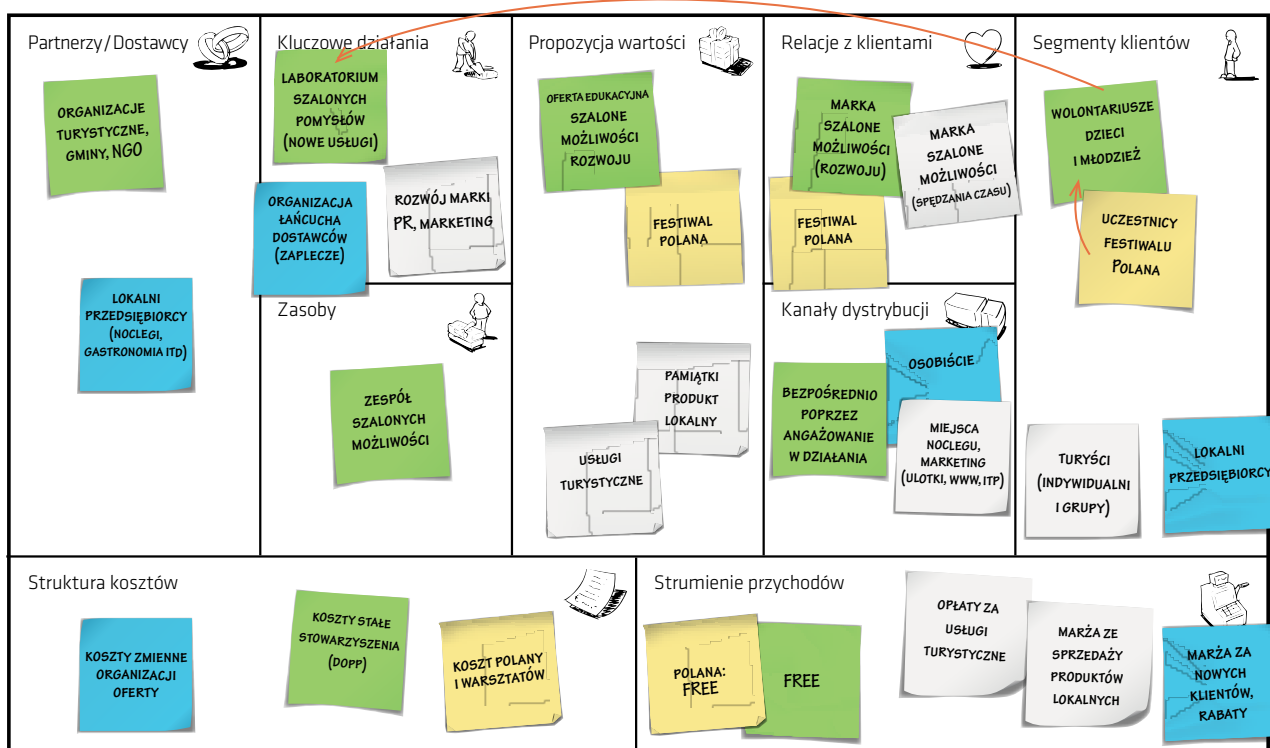 Partnerzy / Dostawcy
ORGANIZACJE
TURYSTYCZNE,
GMINY, NGO
LOKALNI
PRZEDSIĘBIORCY
(NOCLEGI,
GASTRONOMIA ITD)
Kluczowe działania
LABORATORIUM
SZALONYCH
POMYSŁÓW
(NOWE USŁUGI)
ORGANIZACJA
ŁAŃCUCHA
DOSTAWCÓW
(ZAPLECZE)
ROZWÓJ MARKI
PR, MARKETING
Zasoby
ZESPÓŁ
SZALONYCH
MOŻLIWOŚCI
Propozycja wartości
OFERTA EDUKACYJNA
SZALONE
MOŻLIWOŚCI
ROZWOJU
FESTIWAL
POLANA
PAMIĄTKI
PRODUKT
LOKALNY
USŁUGI
TURYSTYCZNE
Relacje z klientami
MARKA
SZALONE
MOŻLIWOŚCI
(ROZWOJU)
MARKA
SZALONE
MOŻLIWOŚCI
(SPĘDZANIA CZASU)
FESTIWAL
POLANA
Kanały dystrybucji
OSOBIŚCIE
BEZPOŚREDNIO
POPRZEZ
ANGAŻOWANIE
W DZIAŁANIA
MIEJSCA
NOCLEGU,
MARKETING
(ULOTKI, WWW, ITP)
Segmenty klientów
WOLONTARIUSZE
DZIECI
I MŁODZIEŻ
UCZESTNICY
FESTIWALU
POLANA
TURYŚCI
(INDYWIDUALNI
I GRUPY)
LOKALNI
PRZEDSIĘBIORCY
Struktura kosztów
KOSZTY ZMIENNE
ORGANIZACJI
OFERTY
KOSZTY STAŁE
STOWARZYSZENIA
(DOPP)
KOSZT POLANY
I WARSZTATÓW
Strumienie przychodów
POLANA:
FREE
FREE
OPŁATY ZA
USŁUGI
TURYSTYCZNE
MARŻA ZE
SPRZEDAŻY
PRODUKTÓW
LOKALNYCH
MARŻA ZA
NOWYCH
KLIENTÓW,
RABATY